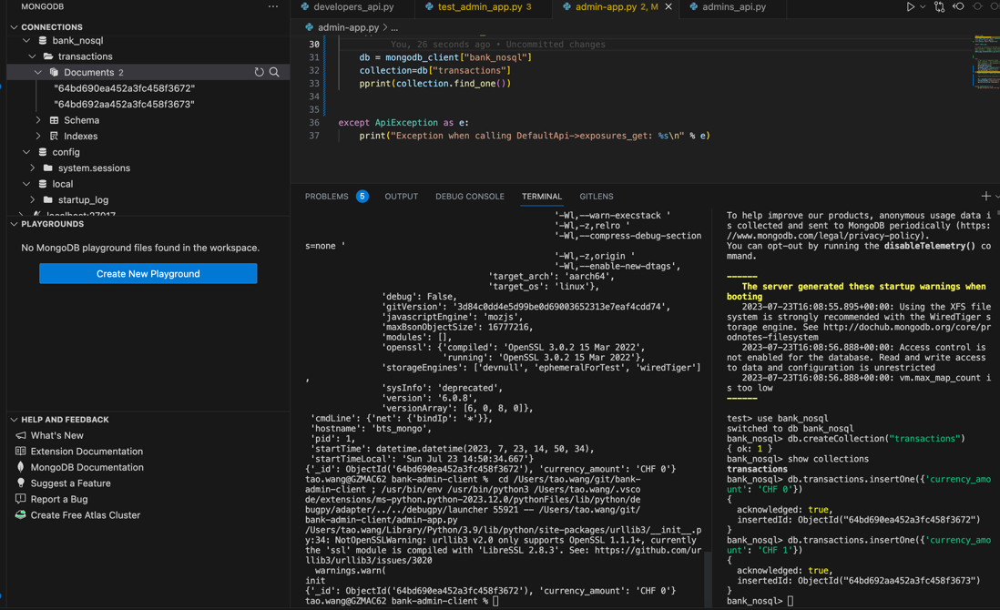 MONGODB
CONNECTIONS
bank_nosql
transactions
Documents 2
"64bd690ea452a3fc458f3672"
"64bd692aa452a3fc458f3673"
Schema
Indexes
config
system.sessions
local
startup_log
localhost:27017
PLAYGROUNDS
No MongoDB playground files found in the workspace.
Create New Playground
HELP AND FEEDBACK
What's New
Extension Documentation
MongoDB Documentation
Suggest a Feature
Report a Bug
Create Free Atlas Cluster
developers_api.py
test_admin_app.py 3
admin-app.py 2, M
admins_api.py
admin-app.py > ...
30
You, 26 seconds ago • Uncommitted changes
31 db = mongodb_client["bank_nosql"]
32 collection=db["transactions"]
33 pprint(collection.find_one())
34
35
36 except ApiException as e:
37 print("Exception when calling DefaultApi->exposures_get: %s\n" % e)
PROBLEMS 5 OUTPUT DEBUG CONSOLE TERMINAL GITLENS
'-Wl,--warn-execstack '
'-Wl,-z,relro '
'-Wl,--compress-debug-section
s=none '
'-Wl,-z,origin '
'-Wl,--enable-new-dtags',
'target_arch': 'aarch64',
'target_os': 'linux'},
'debug': False,
'gitVersion': '3d84c0dd4e5d99be0d69003652313e7eaf4cdd74',
'javascriptEngine': 'mozjs',
'maxBsonObjectSize': 16777216,
'modules': [],
'openssl': {'compiled': 'OpenSSL 3.0.2 15 Mar 2022',
'running': 'OpenSSL 3.0.2 15 Mar 2022'},
'storageEngines': ['devnull', 'ephemeralForTest', 'wiredTiger']
,
'sysInfo': 'deprecated',
'version': '6.0.8',
'versionArray': [6, 0, 8, 0]},
'cmdLine': {'net': {'bindIp': '*'}},
'hostname': 'bts_mongo',
'pid': 1,
'startTime': datetime.datetime(2023, 7, 23, 14, 50, 34),
'startTimeLocal': 'Sun Jul 23 14:50:34.667'}
{'_id': ObjectId('64bd690ea452a3fc458f3672'), 'currency_amount': 'CHF 0'}
tao.wang@GZMAC62 bank-admin-client % cd /Users/tao.wang/git/bank-
admin-client ; /usr/bin/env /usr/bin/python3 /Users/tao.wang/.vsco
de/extensions/ms-python.python-2023.12.0/pythonFiles/lib/python/de
bugpy/adapter/../../debugpy/launcher 55921 -- /Users/tao.wang/git/
bank-admin-client/admin-app.py
/Users/tao.wang/Library/Python/3.9/lib/python/site-packages/urllib3/__init__.p
y:34: NotOpenSSLWarning: urllib3 v2.0 only supports OpenSSL 1.1.1+, currently
the 'ssl' module is compiled with 'LibreSSL 2.8.3'. See: https://github.com/ur
llib3/urllib3/issues/3020
warnings.warn(
init
{'_id': ObjectId('64bd690ea452a3fc458f3672'), 'currency_amount': 'CHF 0'}
tao.wang@GZMAC62 bank-admin-client %
To help improve our products, anonymous usage data i
s collected and sent to MongoDB periodically (https:
//www.mongodb.com/legal/privacy-policy).
You can opt-out by running the disableTelemetry() co
mmand.
------
The server generated these startup warnings when
booting
2023-07-23T16:08:55.895+00:00: Using the XFS file
system is strongly recommended with the WiredTiger s
torage engine. See http://dochub.mongodb.org/core/pr
odnotes-filesystem
2023-07-23T16:08:56.888+00:00: Access control is
not enabled for the database. Read and write access
to data and configuration is unrestricted
2023-07-23T16:08:56.888+00:00: vm.max_map_count i
s too low
------
test> use bank_nosql
switched to db bank_nosql
bank_nosql> db.createCollection("transactions")
{ ok: 1 }
bank_nosql> show collections
transactions
bank_nosql> db.transactions.insertOne({'currency_amo
unt': 'CHF 0'})
{
acknowledged: true,
insertedId: ObjectId("64bd690ea452a3fc458f3672")
}
bank_nosql> db.transactions.insertOne({'currency_amo
unt': 'CHF 1'})
{
acknowledged: true,
insertedId: ObjectId("64bd692aa452a3fc458f3673")
}
bank_nosql>